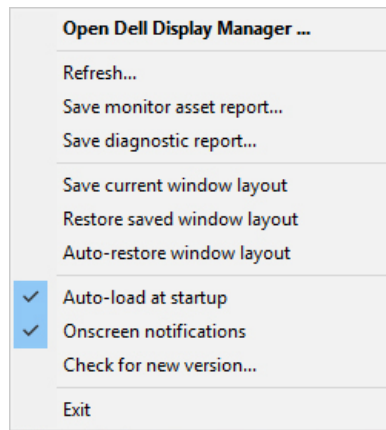 Open Dell Display Manager ...
Refresh...
Save monitor asset report...
Save diagnostic report...
Save current window layout
Restore saved window layout
Auto-restore window layout
Auto-load at startup
Onscreen notifications
Check for new version...
Exit